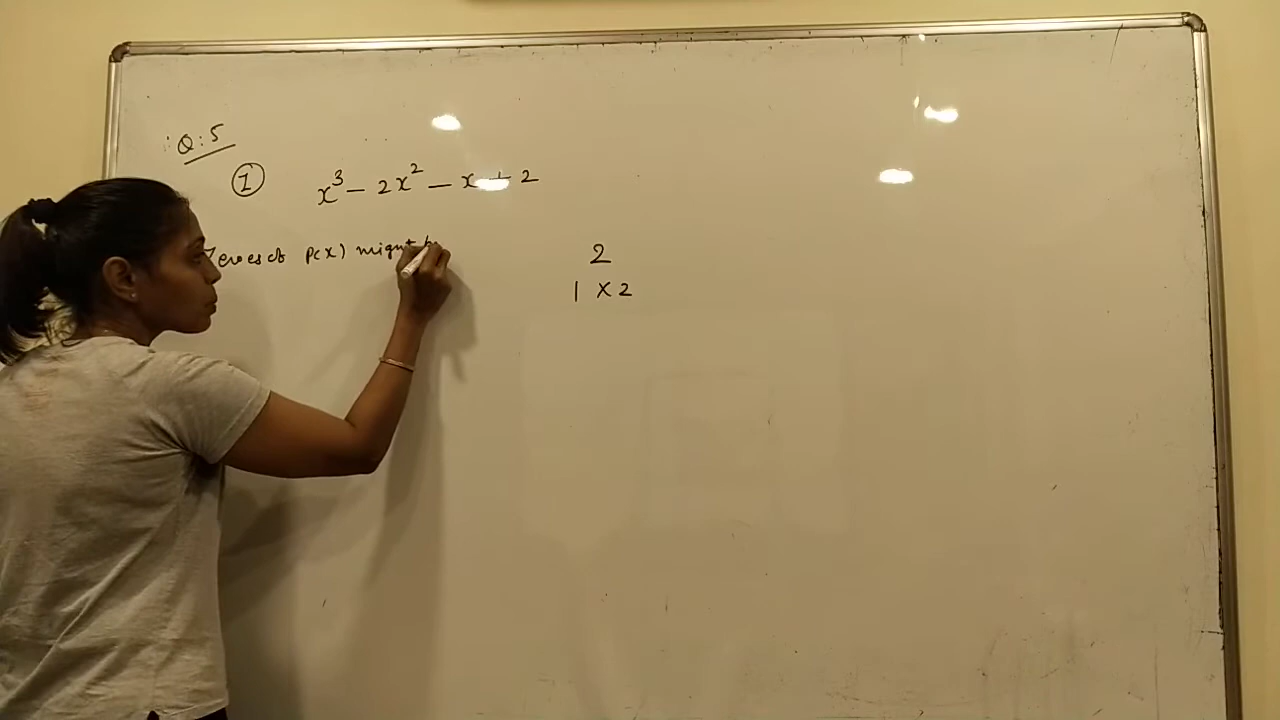 Q:5
① x³ - 2x² - x + 2
Zeroes of p(x) might b
2
1 x 2